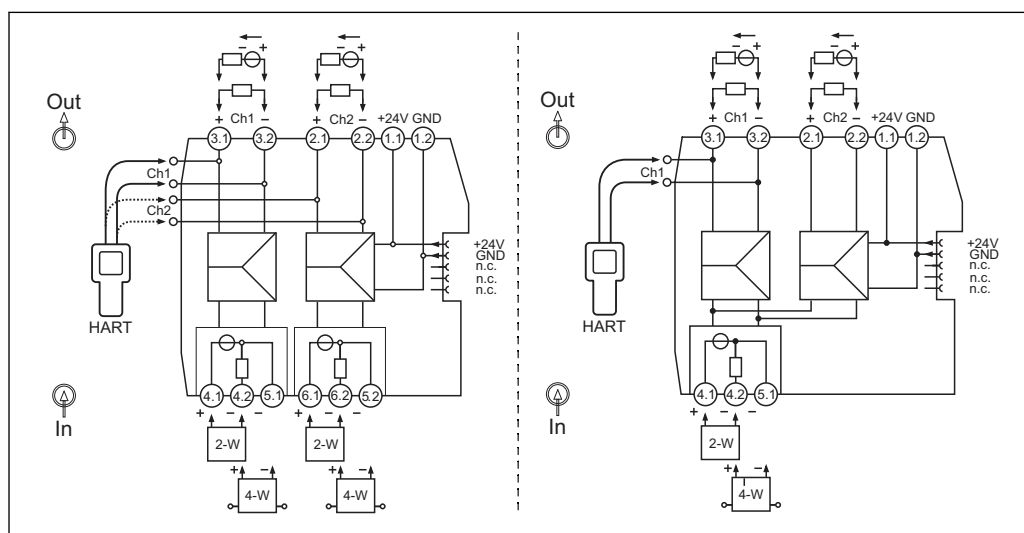 − +
− +
Out
+ Ch1 −
+ Ch2 −
+24V GND
3.1 3.2 2.1 2.2 1.1 1.2
Ch1
Ch2
+24V
GND
n.c.
n.c.
n.c.
HART
4.1 4.2 5.1 6.1 6.2 5.2
+ − −
+ − −
In
2-W
2-W
+ −
+ −
4-W
4-W
− +
− +
Out
+ Ch1 −
+ Ch2 −
+24V GND
3.1 3.2 2.1 2.2 1.1 1.2
Ch1
+24V
GND
n.c.
n.c.
n.c.
HART
4.1 4.2 5.1
+ − −
In
2-W
+ −
4-W